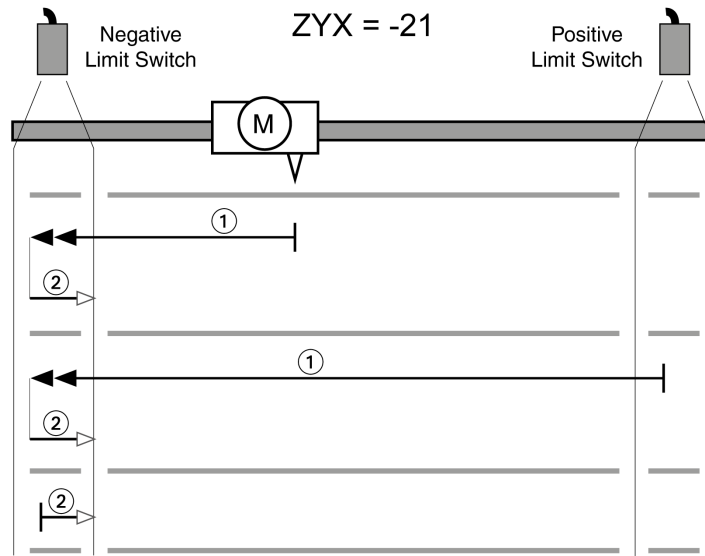 ZYX = -21
Negative
Limit Switch
Positive
Limit Switch
M
1
2
1
2
2